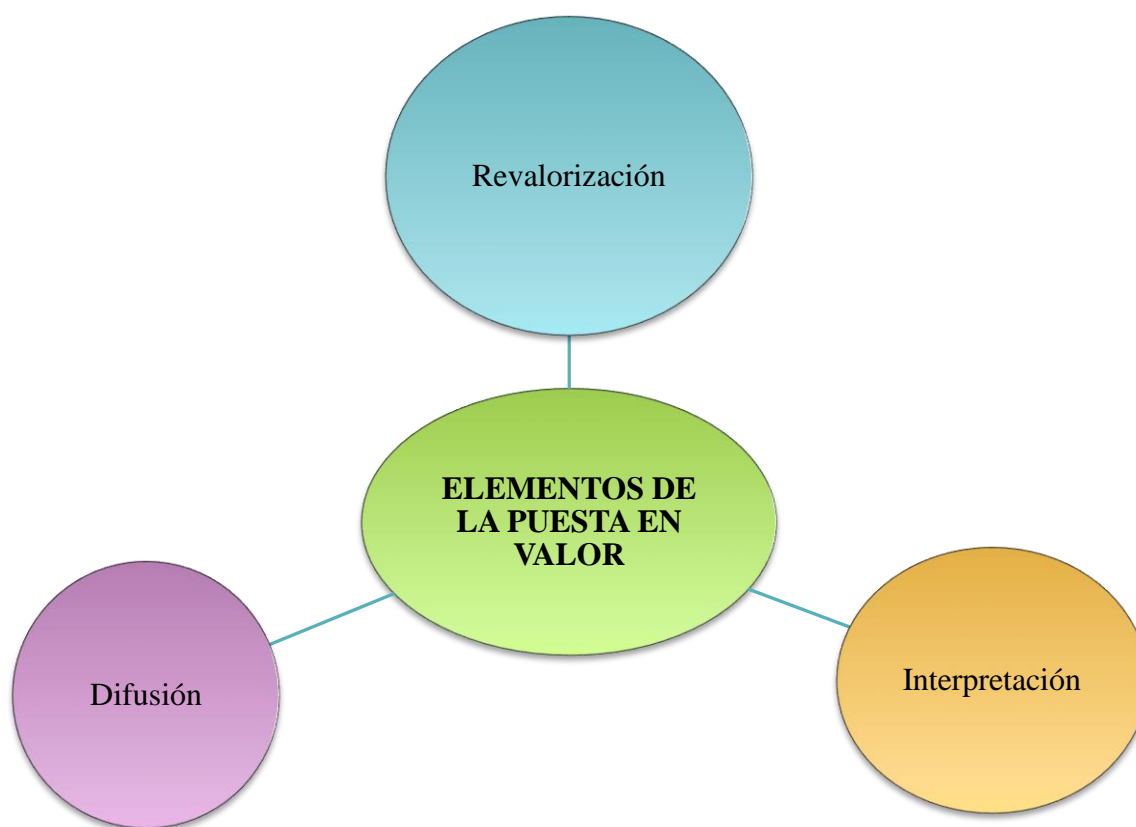 Revalorización
ELEMENTOS DE
LA PUESTA EN
VALOR
Interpretación
Difusión